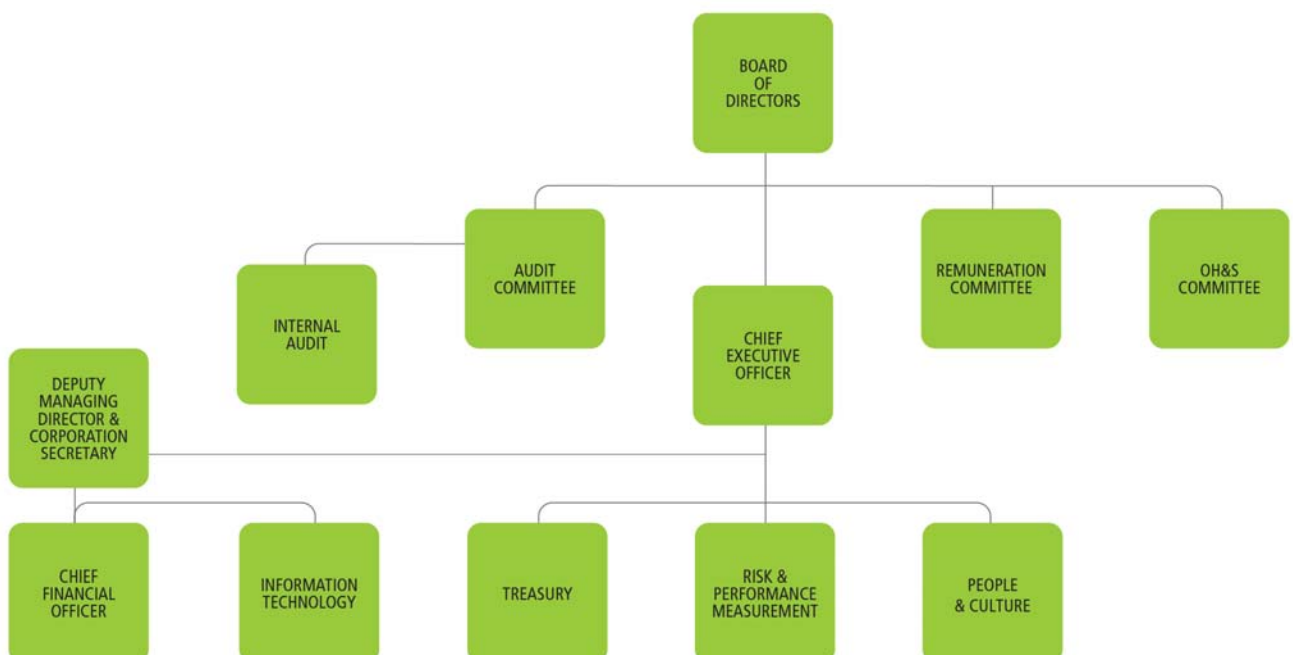 BOARD
OF
DIRECTORS
AUDIT
COMMITTEE
REMUNERATION
COMMITTEE
OH&S
COMMITTEE
INTERNAL
AUDIT
CHIEF
EXECUTIVE
OFFICER
DEPUTY
MANAGING
DIRECTOR &
CORPORATION
SECRETARY
CHIEF
FINANCIAL
OFFICER
INFORMATION
TECHNOLOGY
TREASURY
RISK &
PERFORMANCE
MEASUREMENT
PEOPLE
& CULTURE